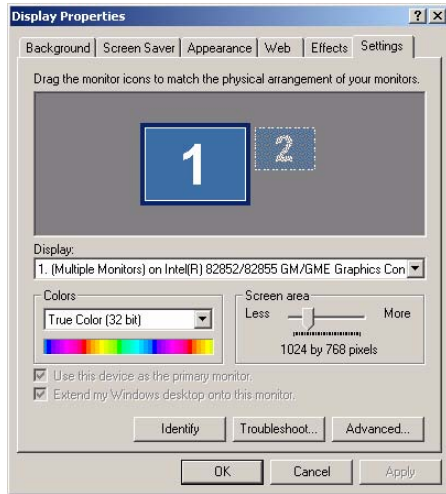 Display Properties
Background Screen Saver Appearance Web Effects Settings
Drag the monitor icons to match the physical arrangement of your monitors.
1 2
Display:
1. (Multiple Monitors) on Intel(R) 82852/82855 GM/GME Graphics Con
Colors Screen area
True Color (32 bit) Less More
1024 by 768 pixels
Use this device as the primary monitor.
Extend my Windows desktop onto this monitor.
Identify Troubleshoot... Advanced...
OK Cancel Apply